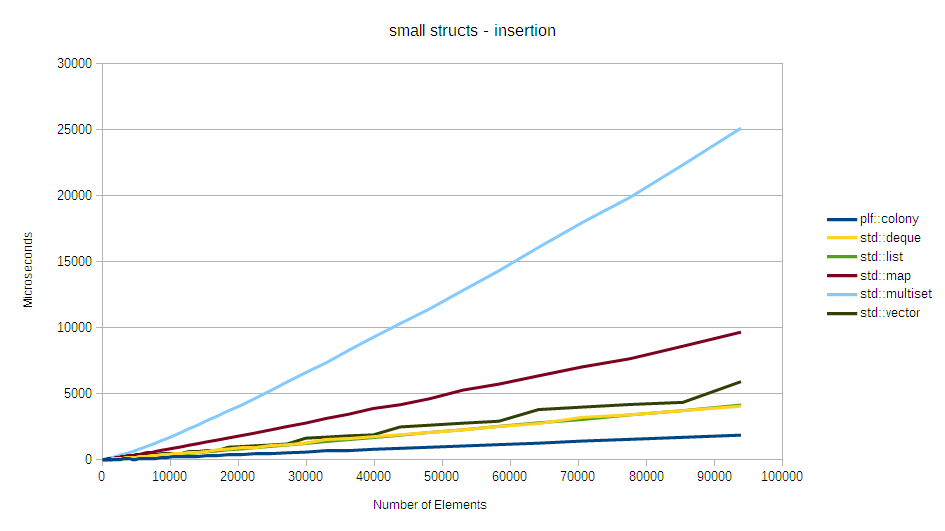 small structs - insertion
30000
25000
20000
15000
10000
5000
0
Microseconds
0 10000 20000 30000 40000 50000 60000 70000 80000 90000 100000
Number of Elements
plf::colony
std::deque
std::list
std::map
std::multiset
std::vector